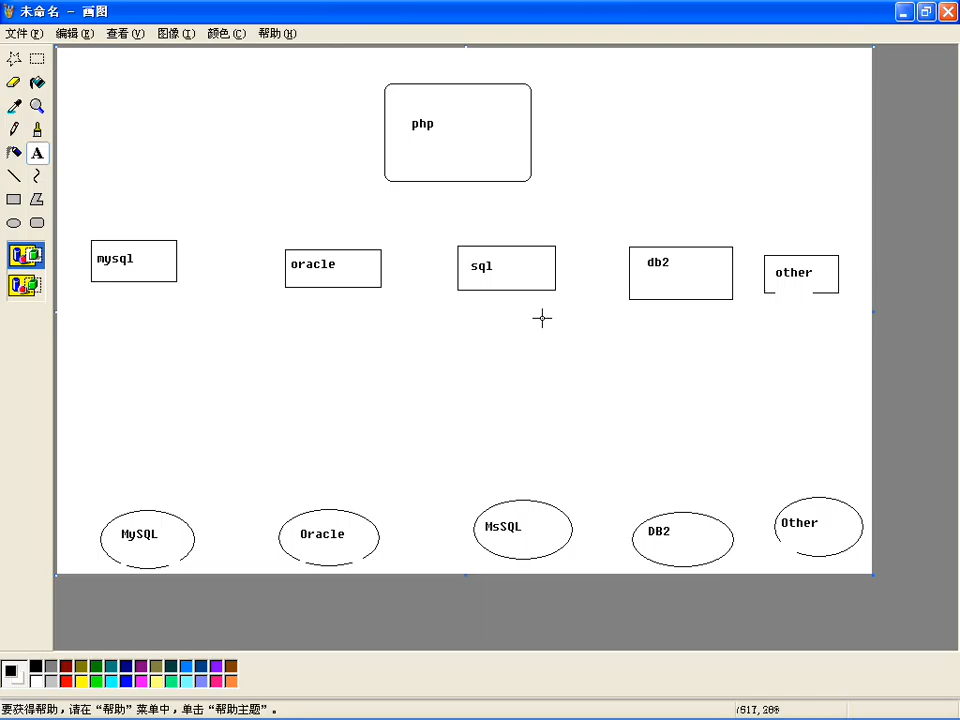 未命名 - 画图
文件(F) 编辑(E) 查看(V) 图像(I) 颜色(C) 帮助(H)
A
php
mysql
oracle
sql
db2
other
MySQL
Oracle
MsSQL
DB2
Other
要获得帮助，请在“帮助”菜单中，单击“帮助主题”。